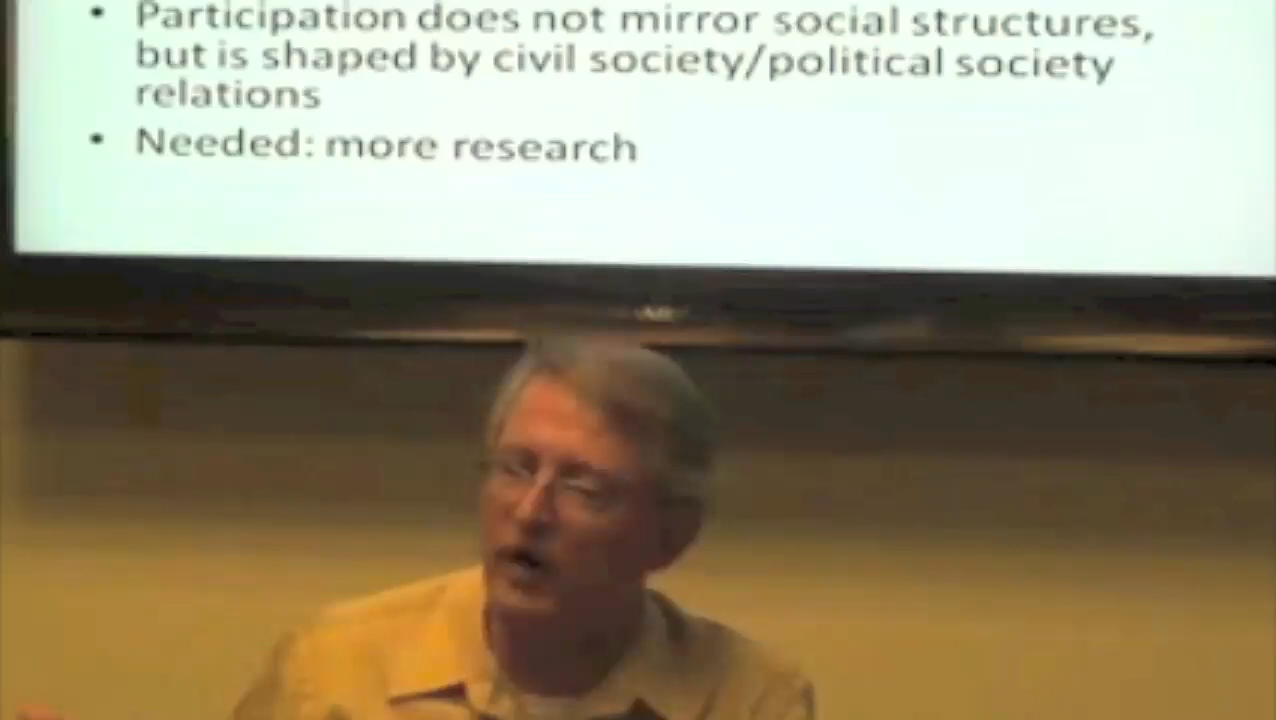 • Participation does not mirror social structures,
but is shaped by civil society/political society
relations
• Needed: more research